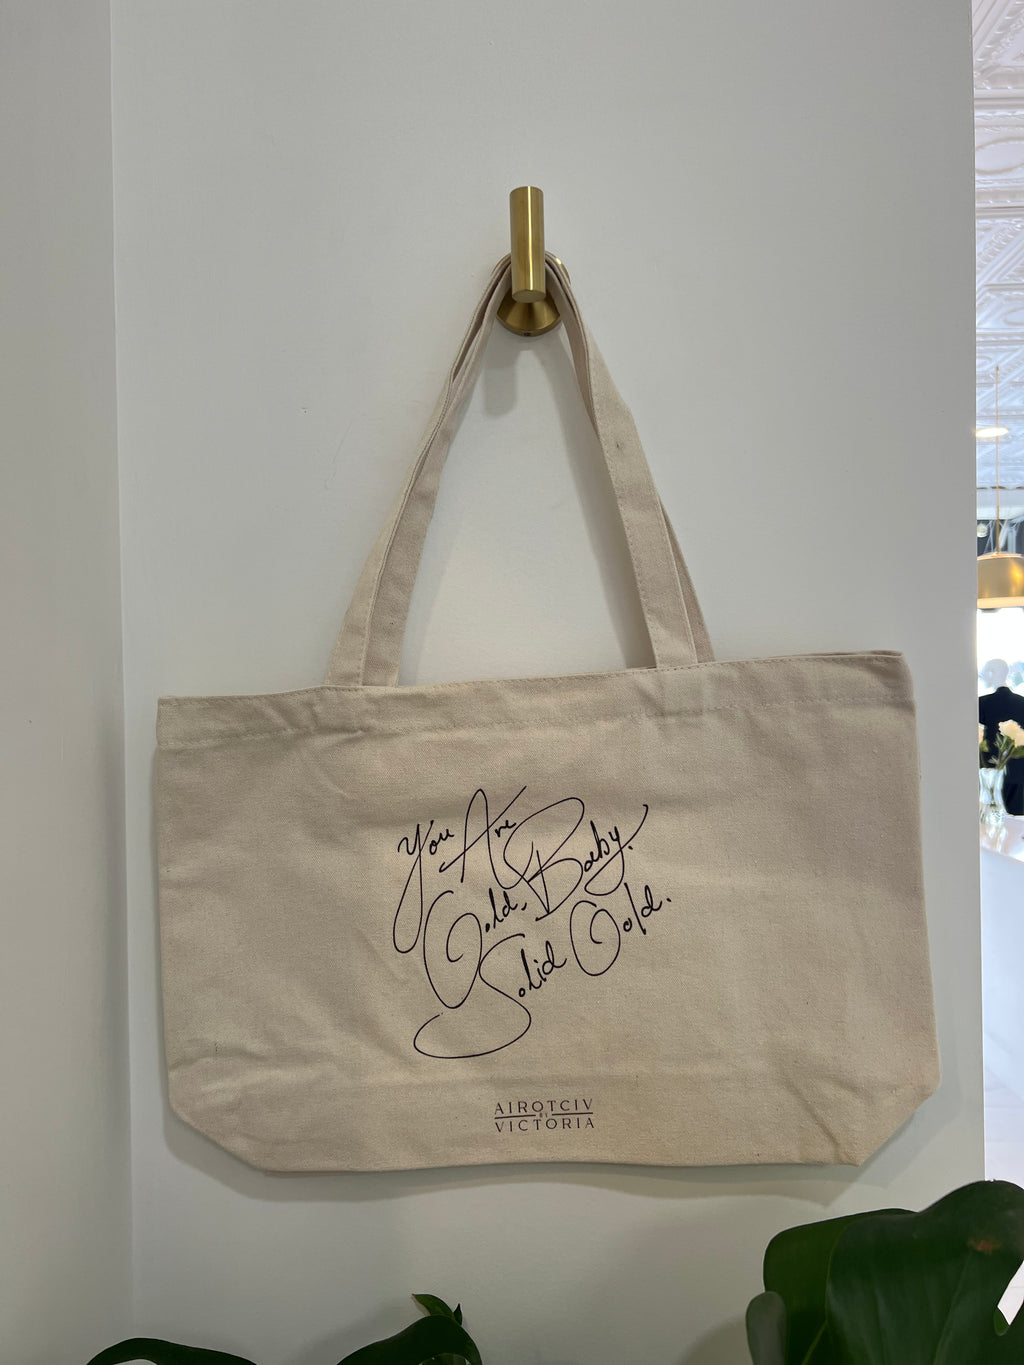 You Are
Gold, Baby.
Solid Gold.
AIROTCIV
BY
VICTORIA